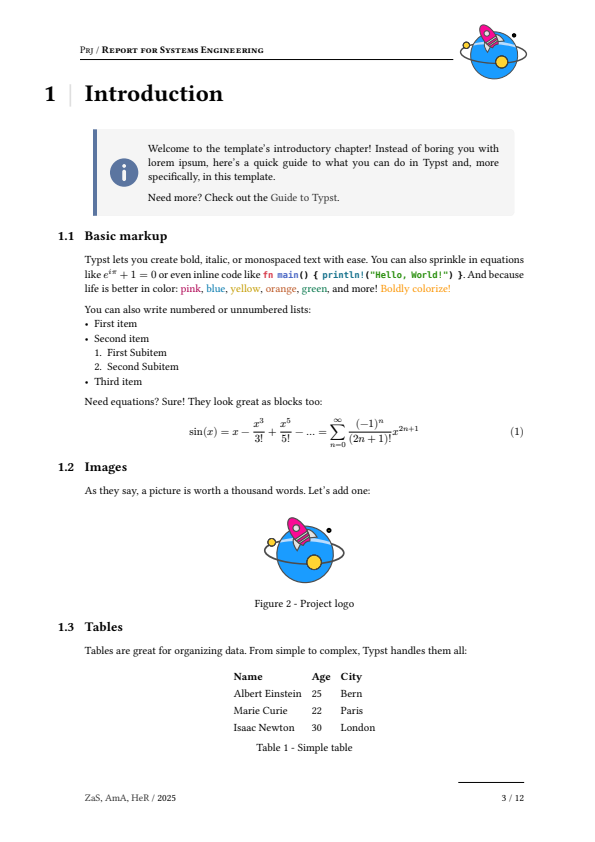 Prj / Report for Systems Engineering
1 Introduction
Welcome to the template's introductory chapter! Instead of boring you with
lorem ipsum, here's a quick guide to what you can do in Typst and, more
specifically, in this template.
Need more? Check out the Guide to Typst.
1.1 Basic markup
Typst lets you create bold, italic, or monospaced text with ease. You can also sprinkle in equations
like e^{iπ} + 1 = 0 or even inline code like fn main() { println!("Hello, World!") }. And because
life is better in color: pink, blue, yellow, orange, green, and more! Boldly colorize!
You can also write numbered or unnumbered lists:
• First item
• Second item
1. First Subitem
2. Second Subitem
• Third item
Need equations? Sure! They look great as blocks too:
sin(x) = x − x^3/3! + x^5/5! − ... = ∑_{n=0}^{∞} (−1)^n/(2n + 1)! x^{2n+1} (1)
1.2 Images
As they say, a picture is worth a thousand words. Let's add one:
Figure 2 - Project logo
1.3 Tables
Tables are great for organizing data. From simple to complex, Typst handles them all:
Name Age City
Albert Einstein 25 Bern
Marie Curie 22 Paris
Isaac Newton 30 London
Table 1 - Simple table
ZaS, AmA, HeR / 2025 3 / 12